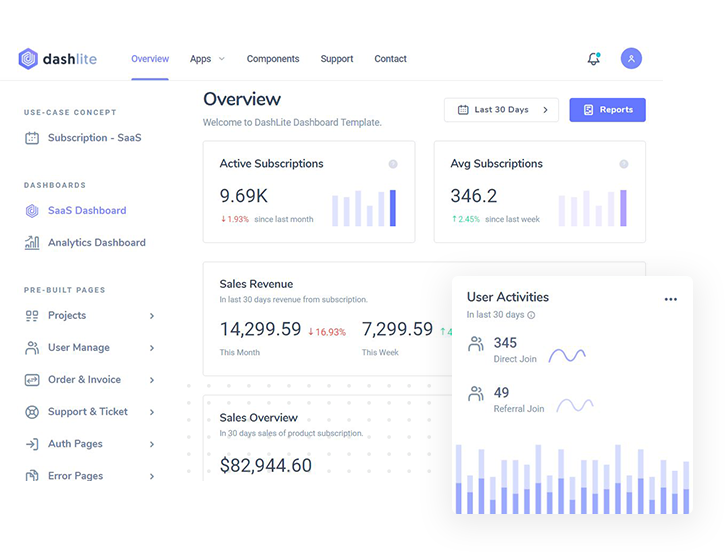 dashlite
Overview Apps Components Support Contact
USE-CASE CONCEPT
Subscription - SaaS
DASHBOARDS
SaaS Dashboard
Analytics Dashboard
PRE-BUILT PAGES
Projects
User Manage
Order & Invoice
Support & Ticket
Auth Pages
Error Pages
Overview
Welcome to DashLite Dashboard Template.
Last 30 Days
Reports
Active Subscriptions
9.69K
1.93% since last month
Avg Subscriptions
346.2
2.45% since last week
Sales Revenue
In last 30 days revenue from subscription.
14,299.59 16.93%
This Month
7,299.59 4
This Week
Sales Overview
In 30 days sales of product subscription.
$82,944.60
User Activities
In last 30 days
345
Direct Join
49
Referral Join